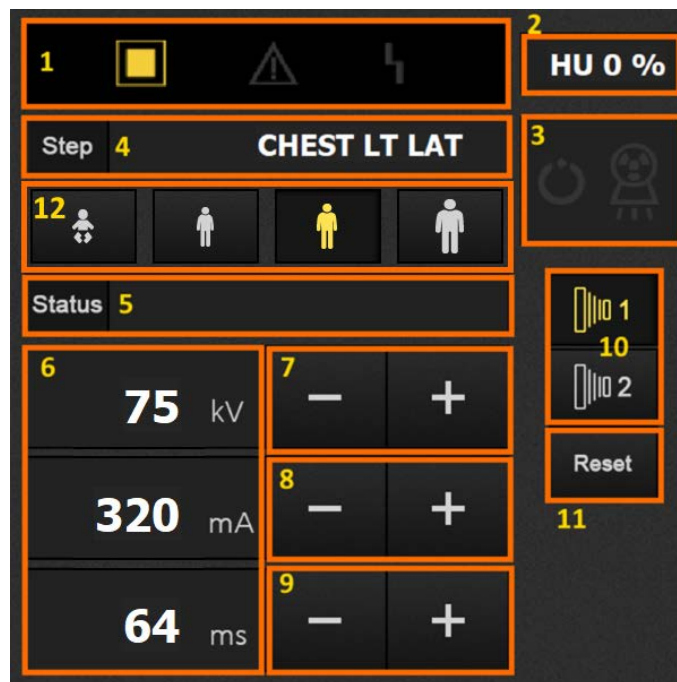 2
1
HU 0 %
Step 4 CHEST LT LAT
3
12
Status 5
1
10
2
6
7
75 kV
− +
Reset
8
320 mA
− +
11
9
64 ms
− +